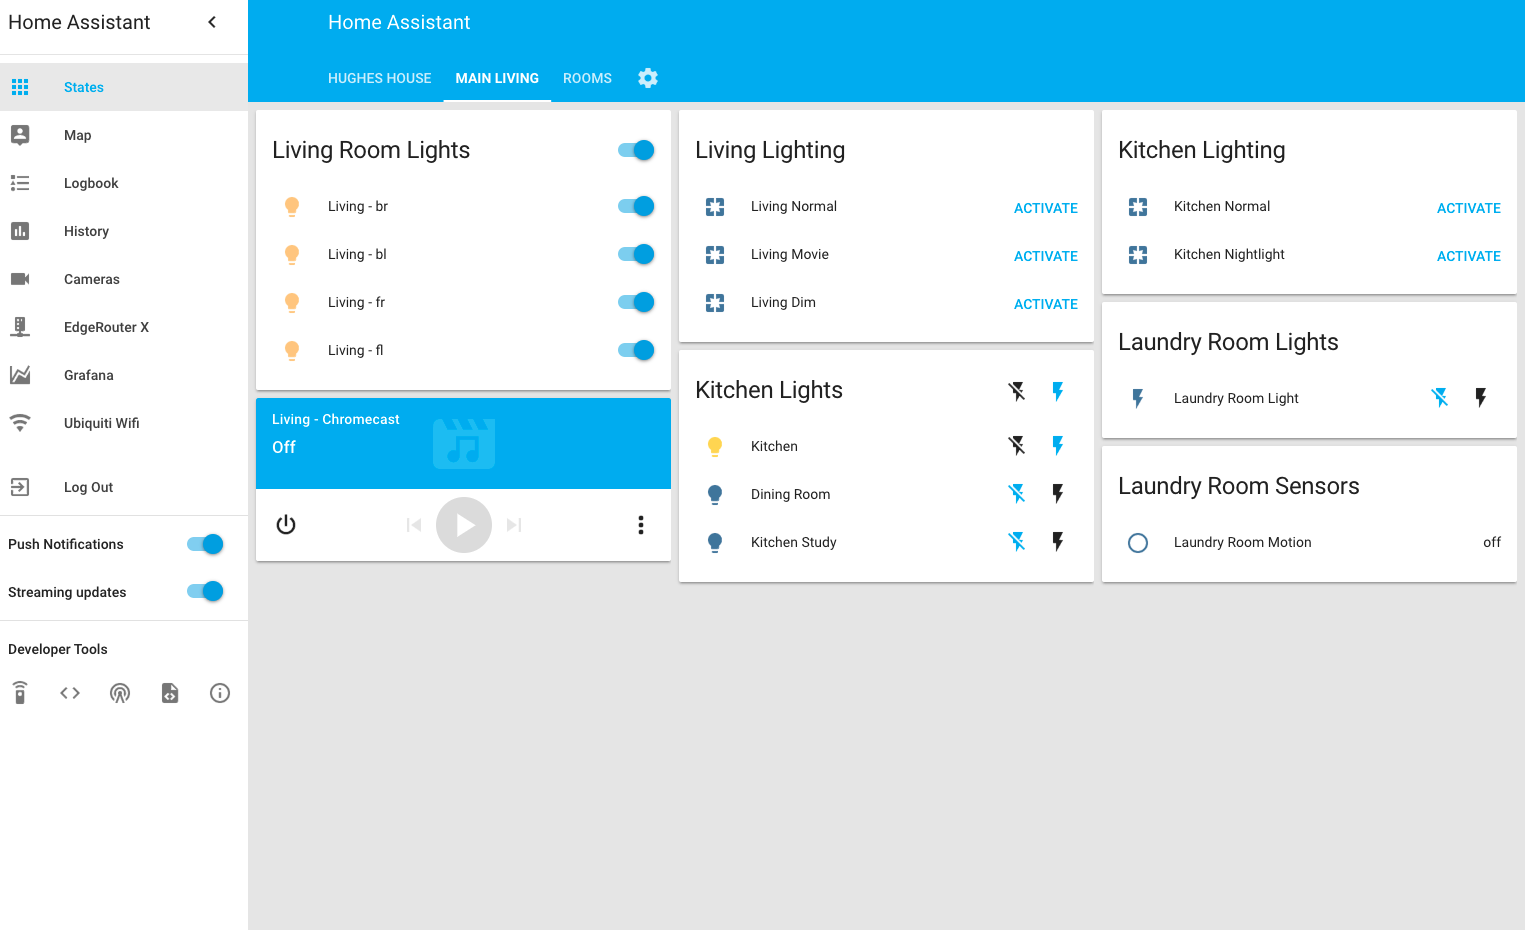 Home Assistant
States
Map
Logbook
History
Cameras
EdgeRouter X
Grafana
Ubiquiti Wifi
Log Out
Push Notifications
Streaming updates
Developer Tools
Home Assistant
HUGHES HOUSE MAIN LIVING ROOMS
Living Room Lights
Living - br
Living - bl
Living - fr
Living - fl
Living - Chromecast
Off
Living Lighting
Living Normal ACTIVATE
Living Movie ACTIVATE
Living Dim ACTIVATE
Kitchen Lights
Kitchen
Dining Room
Kitchen Study
Kitchen Lighting
Kitchen Normal ACTIVATE
Kitchen Nightlight ACTIVATE
Laundry Room Lights
Laundry Room Light
Laundry Room Sensors
Laundry Room Motion off